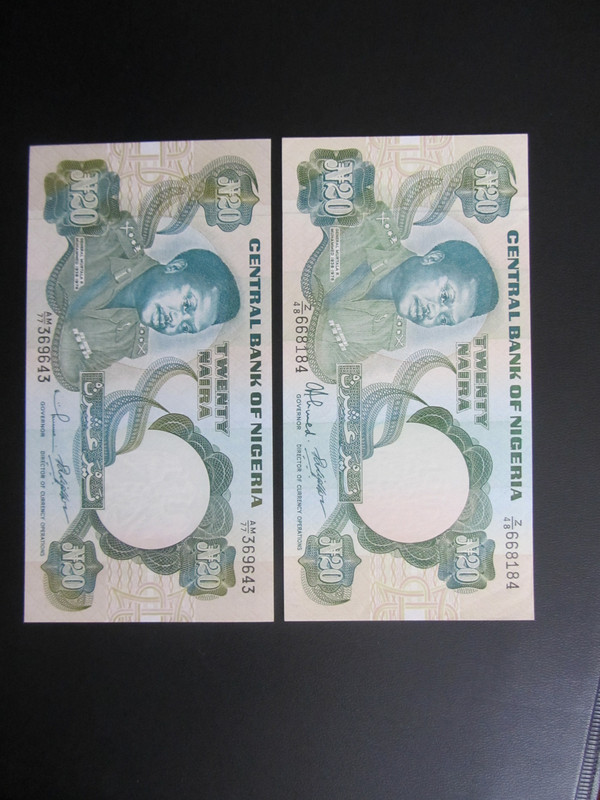 ₦20
₦20
CENTRAL BANK OF NIGERIA
TWENTY
NAIRA
AM/77 369643
GOVERNOR
DIRECTOR OF CURRENCY OPERATIONS
AM/77 369643
₦20
₦20
₦20
₦20
CENTRAL BANK OF NIGERIA
TWENTY
NAIRA
Z/48 668184
GOVERNOR
DIRECTOR OF CURRENCY OPERATIONS
Z/48 668184
₦20
₦20